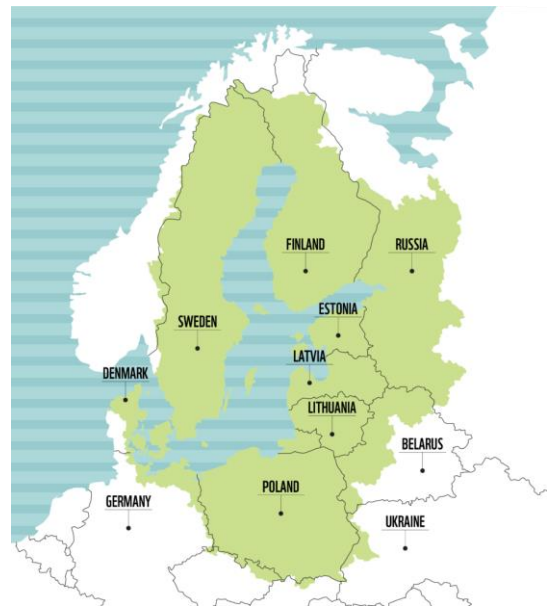 FINLAND
RUSSIA
ESTONIA
SWEDEN
LATVIA
DENMARK
LITHUANIA
BELARUS
POLAND
GERMANY
UKRAINE